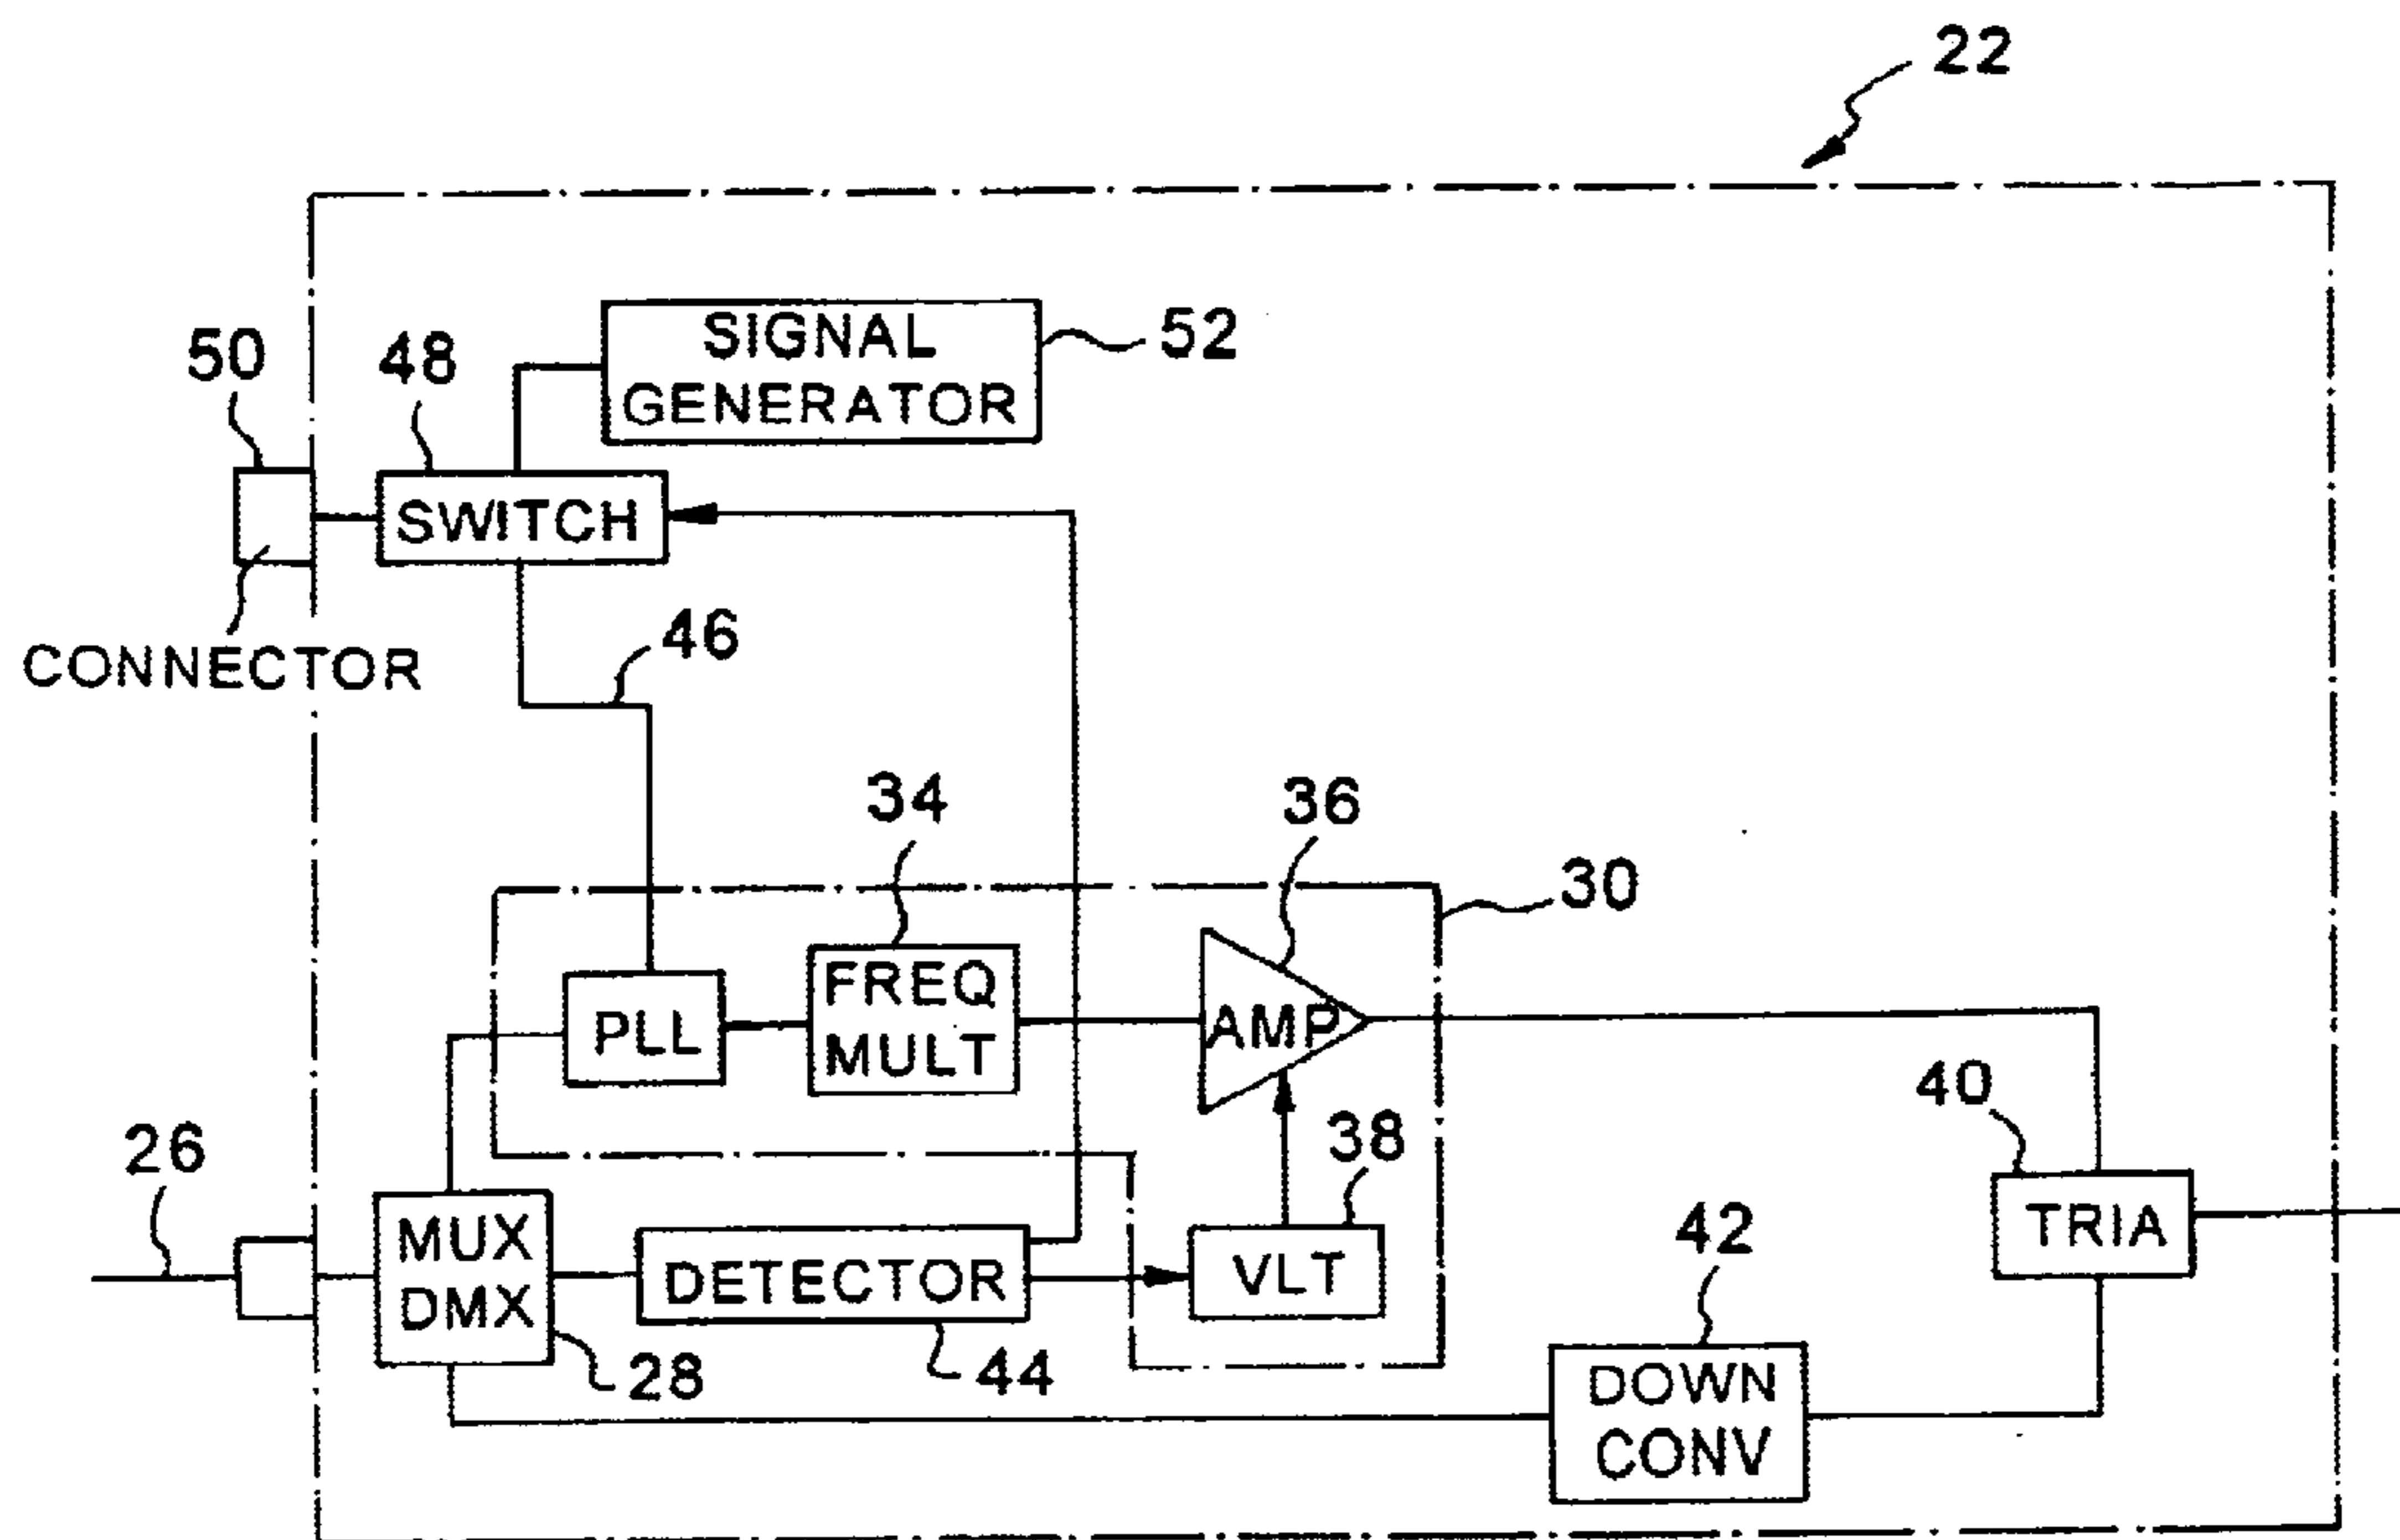 22
SIGNAL
GENERATOR
52
50
48
SWITCH
CONNECTOR
46
34
36
30
FREQ
MULT
PLL
AMP
40
26
38
MUX
DMX
DETECTOR
VLT
42
TRIA
28
44
DOWN
CONV